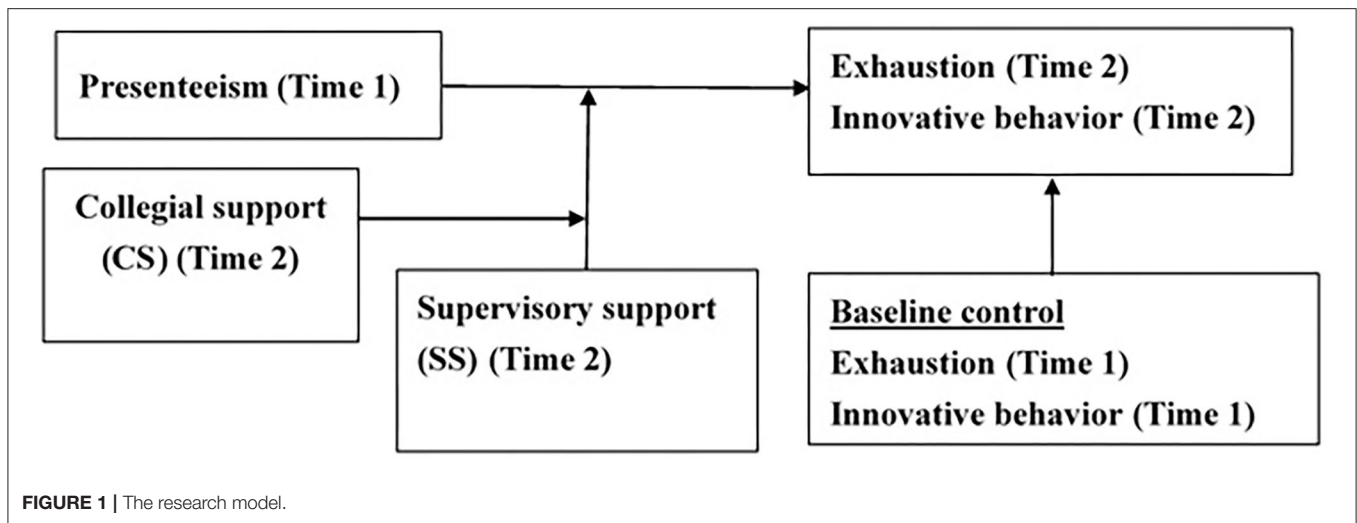 Presenteeism (Time 1)
Exhaustion (Time 2)
Innovative behavior (Time 2)
Collegial support
(CS) (Time 2)
Supervisory support
(SS) (Time 2)
Baseline control
Exhaustion (Time 1)
Innovative behavior (Time 1)
FIGURE 1 | The research model.